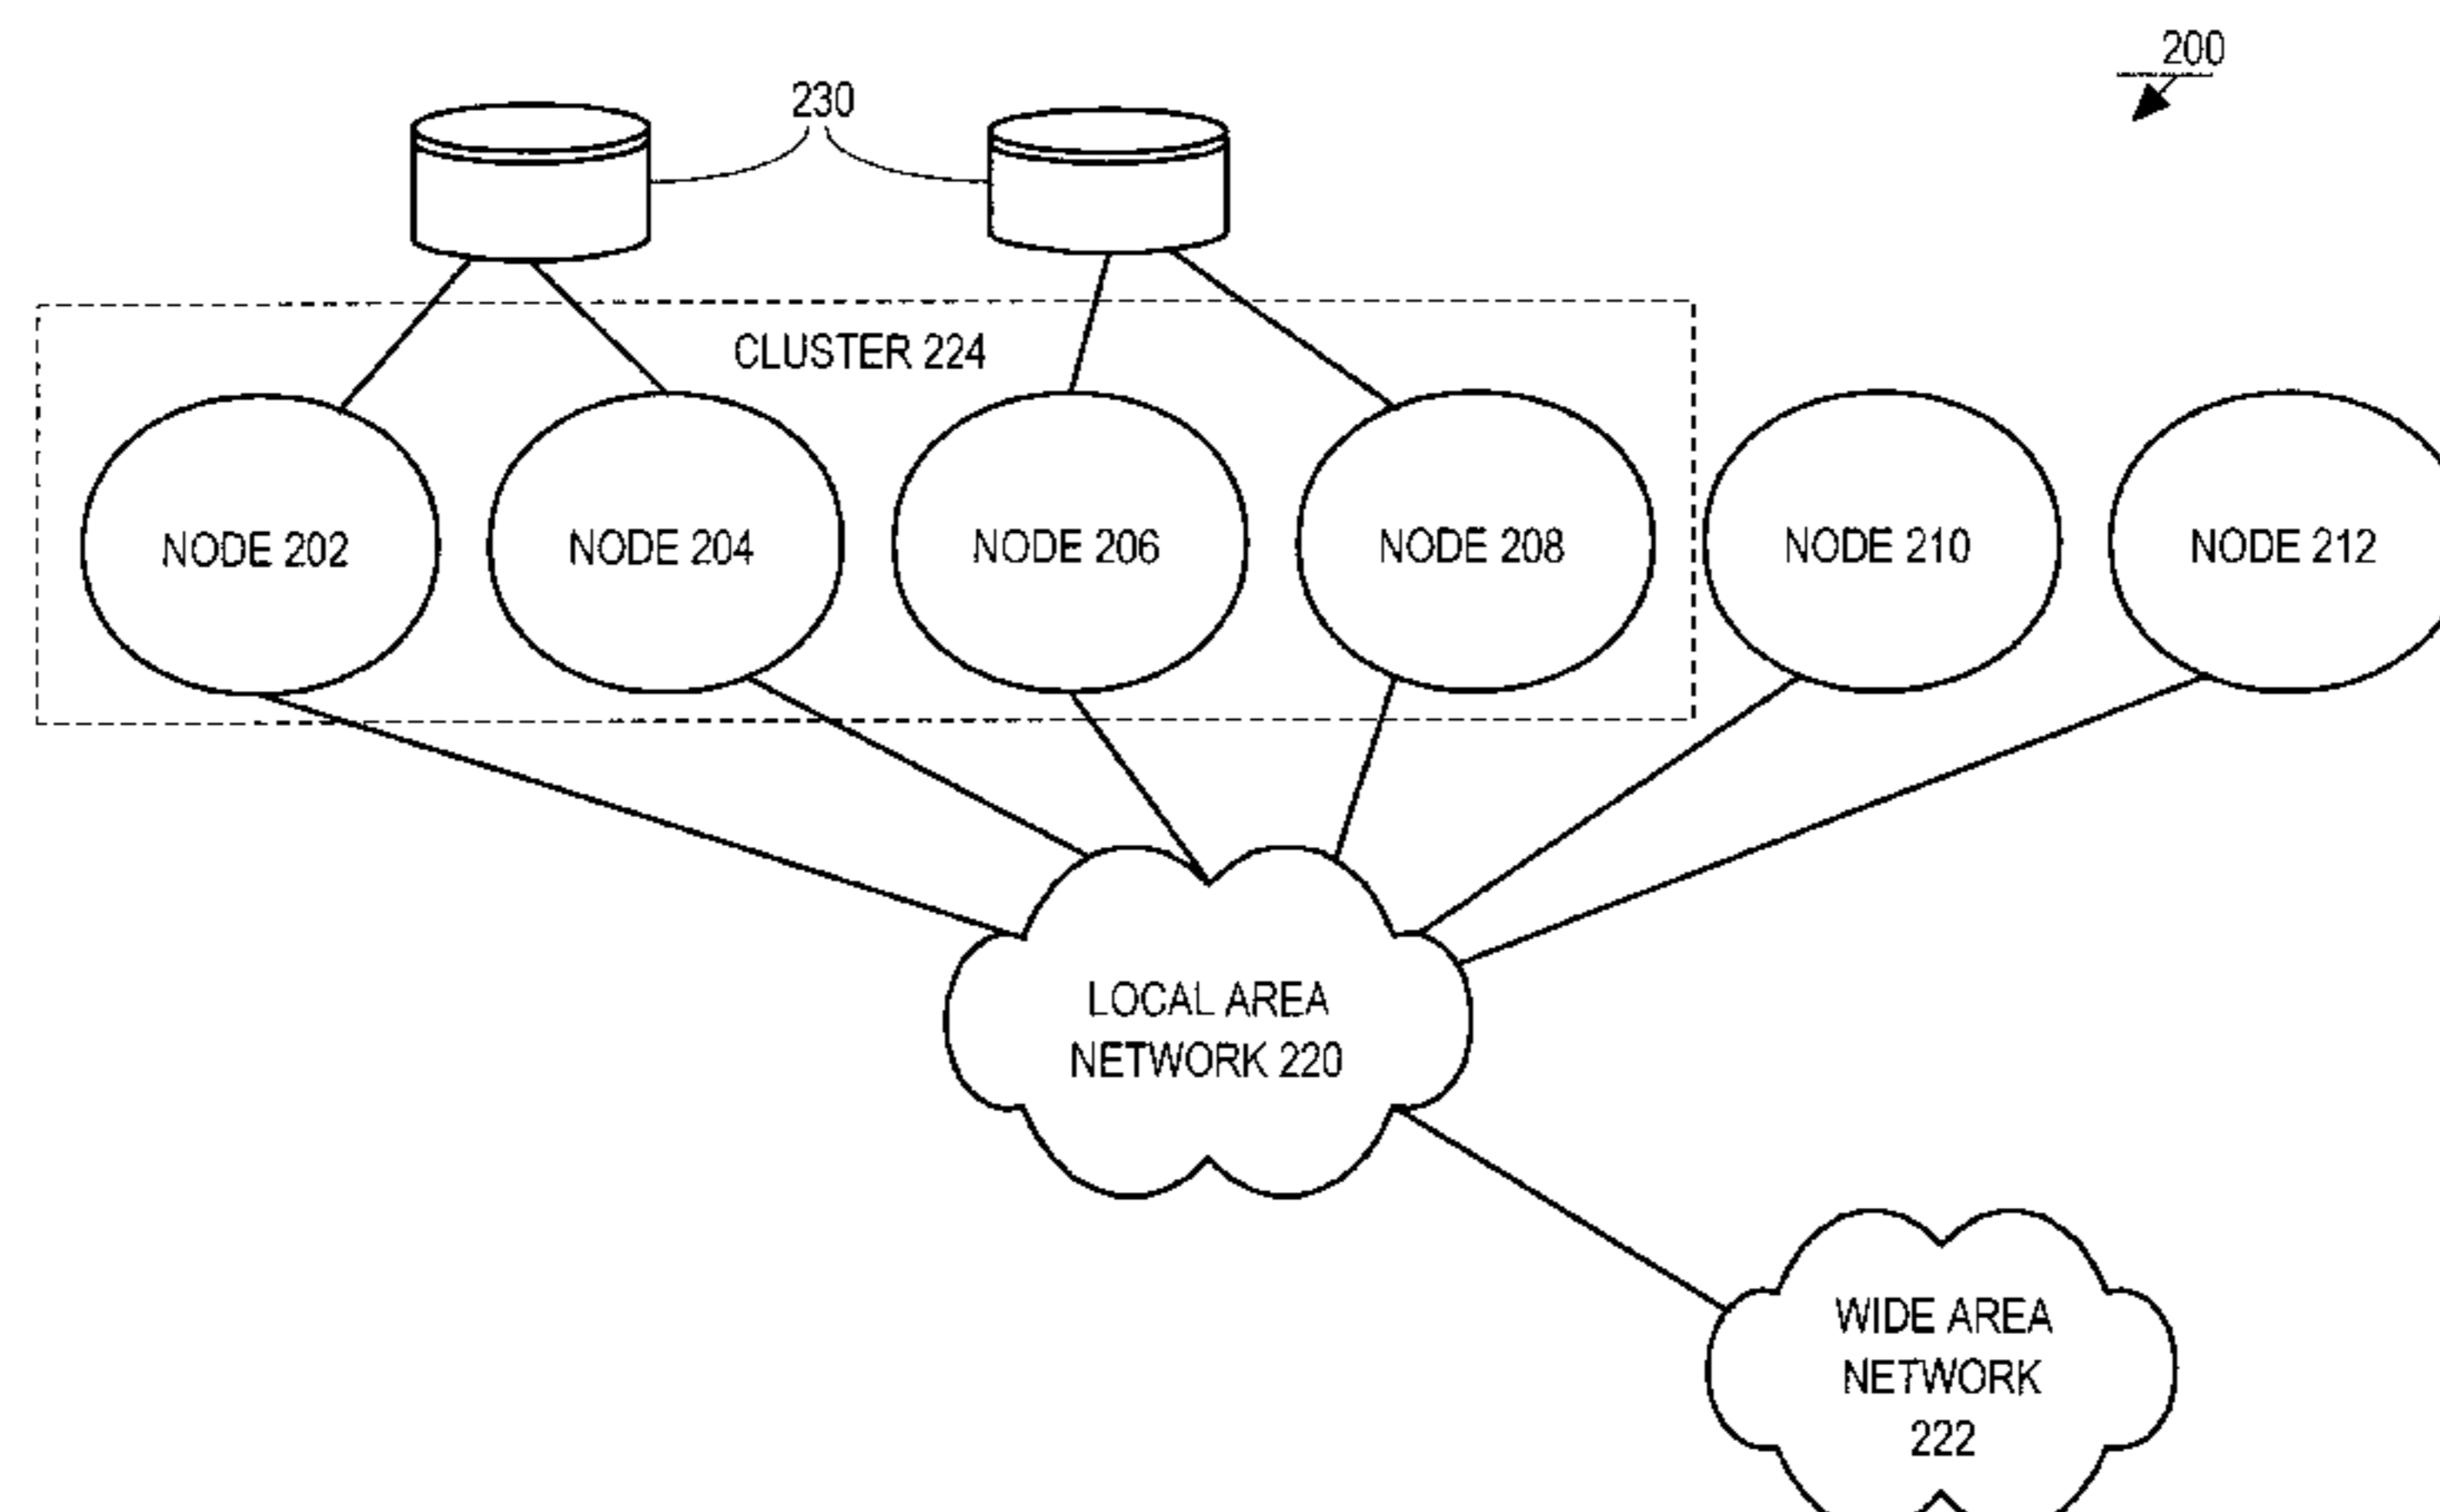 200
230
CLUSTER 224
NODE 202
NODE 204
NODE 206
NODE 208
NODE 210
NODE 212
LOCAL AREA
NETWORK 220
WIDE AREA
NETWORK
222